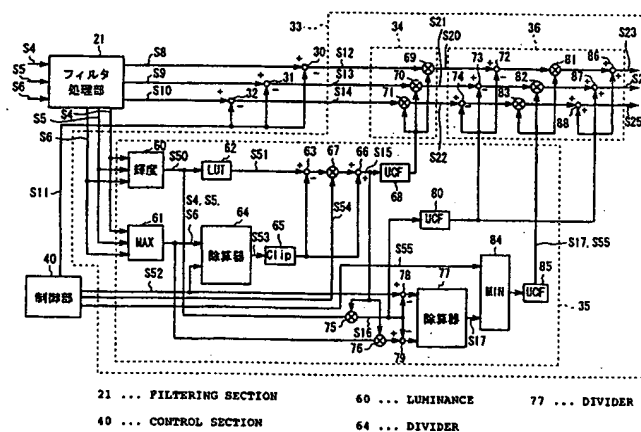 33
34
36
21
S4
S5
S6
フィルタ
処理部
S8
S9
S10
30
31
32
S12
S13
S14
S21
S20
S22
69
70
71
73
72
74
81
82
83
86
87
88
S23
S25
S4
S5
S6
S11
60
輝度
S50
62
LUT
S51
63
67
66
S15
UCF
68
S54
61
MAX
S4, S5,
S6
64
除算器
S53
65
Clip
80
UCF
S17, S55
40
制御部
S52
S55
78
77
除算器
84
MIN
85
UCF
35
75
S16
76
79
S17
21 ... FILTERING SECTION
60 ... LUMINANCE
77 ... DIVIDER
40 ... CONTROL SECTION
64 ... DIVIDER